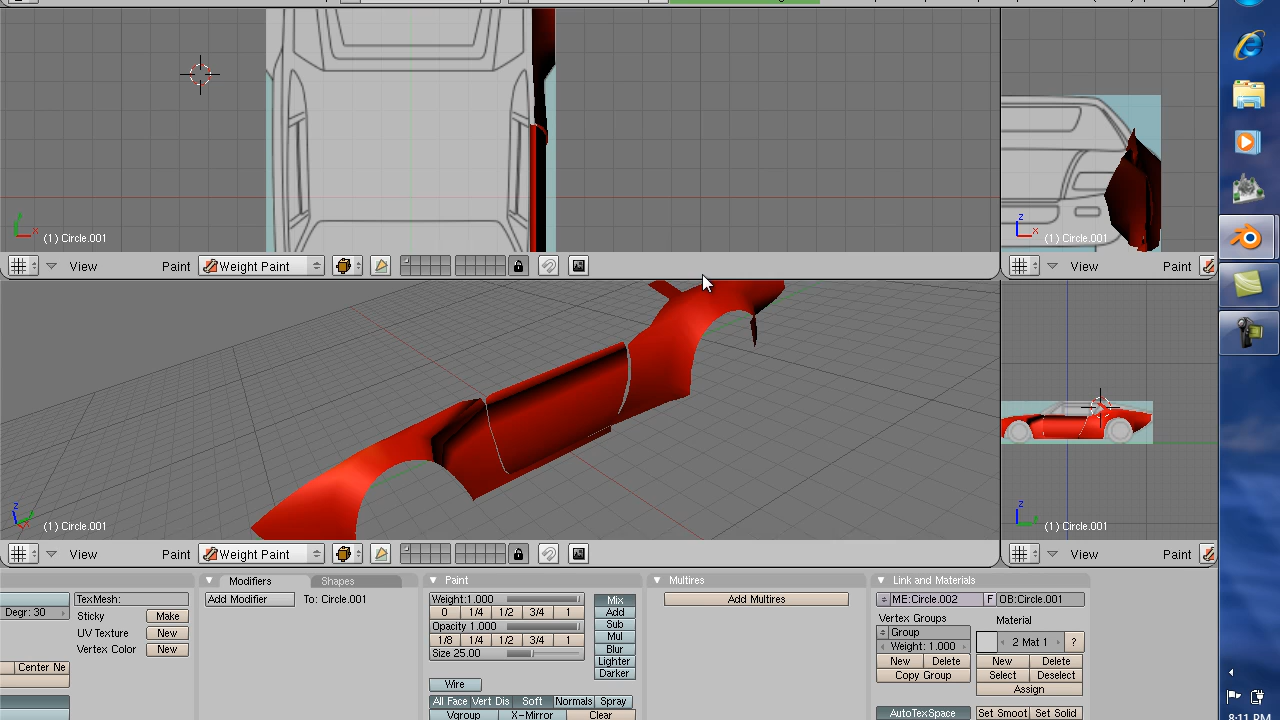 (1) Circle.001
(1) Circle.001
View Paint Weight Paint
View Paint
(1) Circle.001
(1) Circle.001
View Paint Weight Paint
View Paint
Modifiers Shapes Paint Multires Link and Materials
TexMesh: Add Modifier To: Circle.001 Weight:1.000 Mix Add Multires ME:Circle.002 F OB:Circle.001
Degr: 30 Sticky Make 0 1/4 1/2 3/4 1 Add Vertex Groups Material
Opacity 1.000 Sub
UV Texture New 1/8 1/4 1/2 3/4 1 Mul Group 2 Mat 1 ?
Vertex Color New Size 25.00 Blur Weight: 1.000
Center Ne Lighter New Delete New Delete
Darker Copy Group Select Deselect
Wire Assign
All Face Vert Dis Soft Normals Spray
Vgroup X-Mirror Clear AutoTexSpace Set Smoot Set Solid
8:11 PM